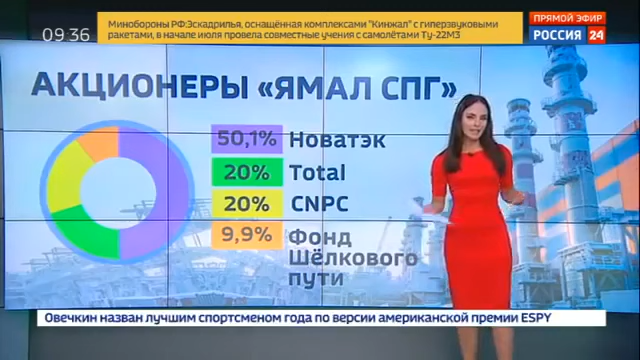 09 36
Минобороны РФ:Эскадрилья, оснащённая комплексами "Кинжал" с гиперзвуковыми
ракетами, в начале июля провела совместные учения с самолётами Ту-22М3
ПРЯМОЙ ЭФИР
РОССИЯ 24
АКЦИОНЕРЫ «ЯМАЛ СПГ»
50,1% Новатэк
20% Total
20% CNPC
9,9% Фонд
Шёлкового
пути
Овечкин назван лучшим спортсменом года по версии американской премии ESPY